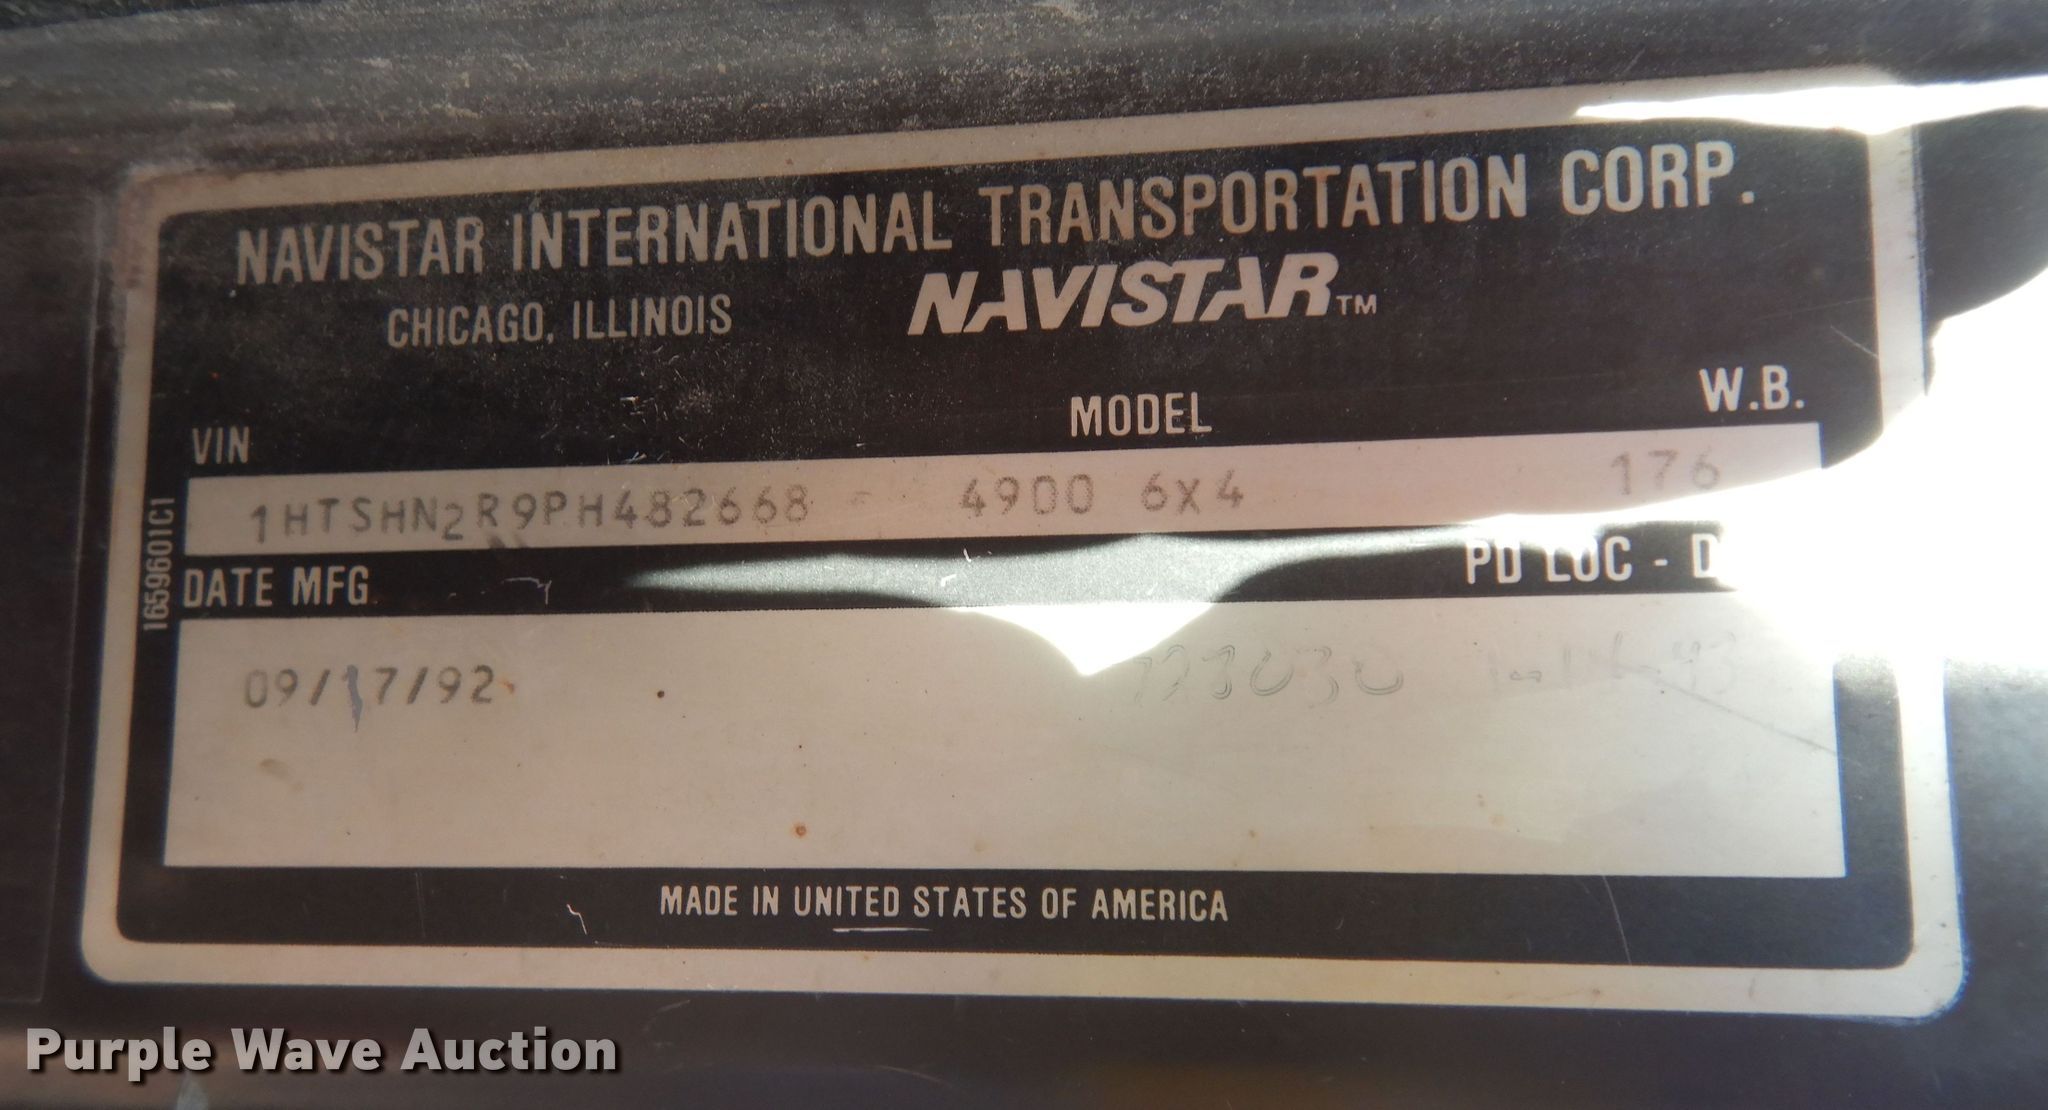 NAVISTAR INTERNATIONAL TRANSPORTATION CORP.
CHICAGO, ILLINOIS NAVISTAR™
VIN MODEL W.B.
1HTSHN2R9PH482668 4900 6X4 176
1659601C1
DATE MFG PD LOC - D
09/17/92
MADE IN UNITED STATES OF AMERICA
Purple Wave Auction